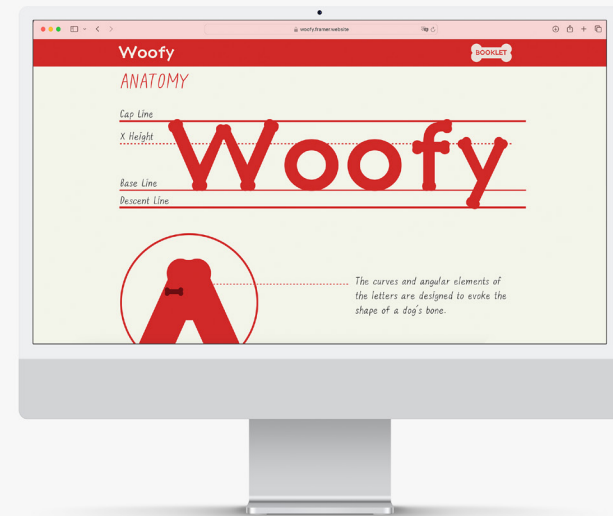 woofy.framer.website
Woofy
BOOKLET
ANATOMY
Cap Line
X Height
Woofy
Base Line
Descent Line
The curves and angular elements of
the letters are designed to evoke the
shape of a dog's bone.